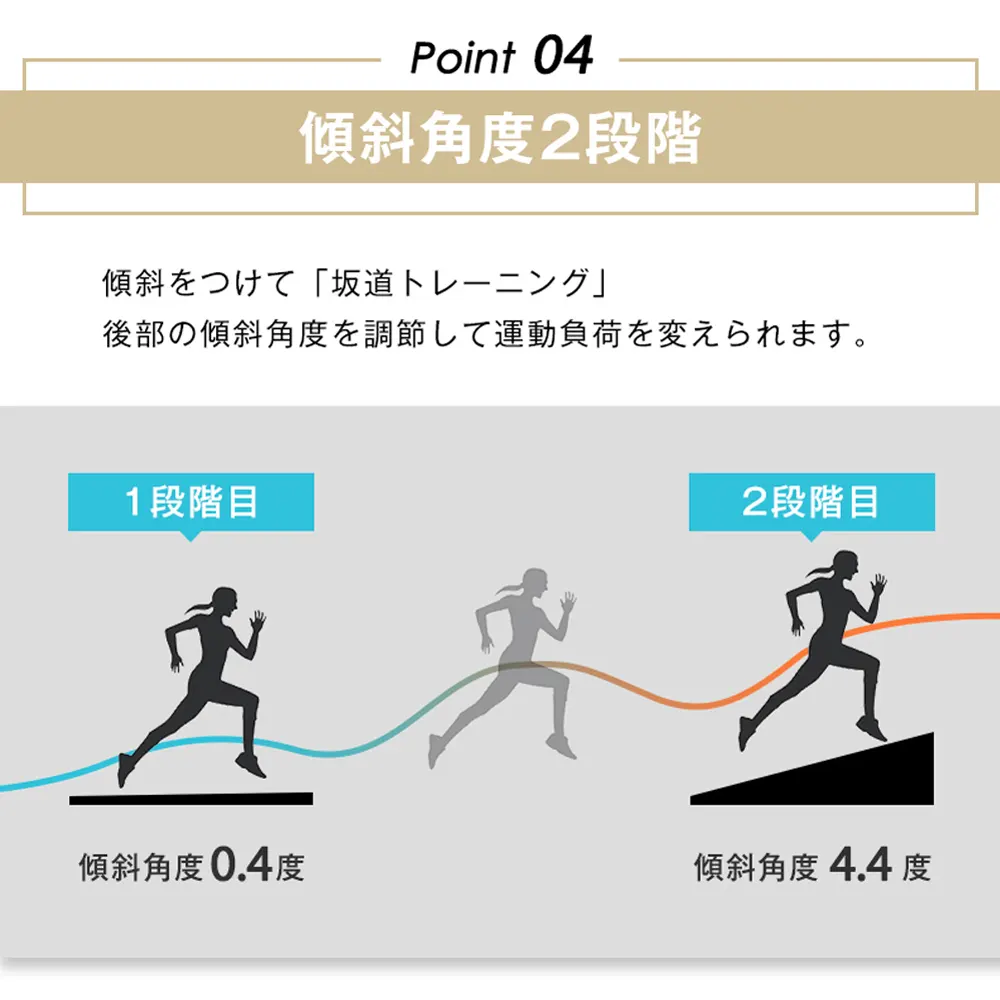 Point 04
傾斜角度2段階
傾斜をつけて「坂道トレーニング」
後部の傾斜角度を調節して運動負荷を変えられます。
1段階目
2段階目
傾斜角度0.4度
傾斜角度 4.4 度